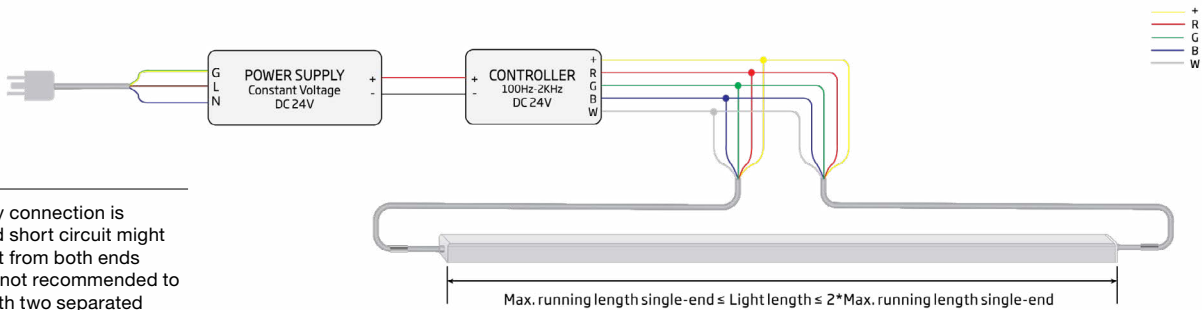 +
R
G
B
W
G
L
N
POWER SUPPLY
Constant Voltage
DC 24V
+
-
+
-
CONTROLLER
100Hz-2KHz
DC 24V
+
R
G
B
W
y connection is
d short circuit might
t from both ends
not recommended to
th two separated
Max. running length single-end ≤ Light length ≤ 2*Max. running length single-end